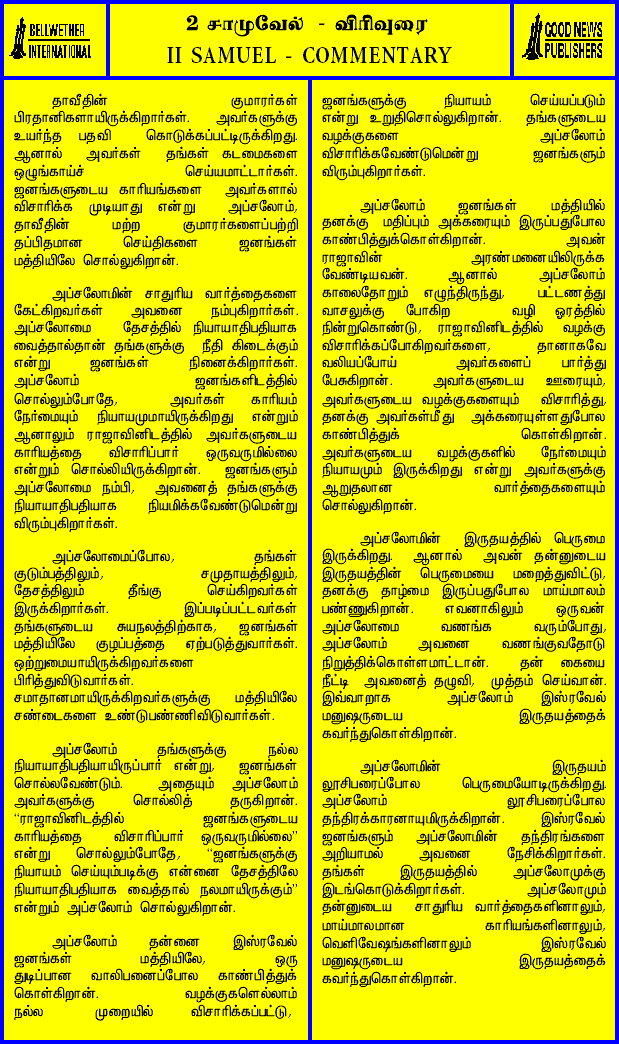 BELLWETHER
INTERNATIONAL
2 சாமுவேல் - விரிவுரை
II SAMUEL - COMMENTARY
GOOD NEWS
PUBLISHERS
தாவீதின் குமாரர்கள்
பிரதானிகளாயிருக்கிறார்கள். அவர்களுக்கு
உயர்ந்த பதவி கொடுக்கப்பட்டிருக்கிறது.
ஆனால் அவர்கள் தங்கள் கடமைகளை
ஒழுங்காய்ச் செய்யமாட்டார்கள்.
ஜனங்களுடைய காரியங்களை அவர்களால்
விசாரிக்க முடியாது என்று அப்சலோம்,
தாவீதின் மற்ற குமாரர்களைப்பற்றி
தப்பிதமான செய்திகளை ஜனங்கள்
மத்தியிலே சொல்லுகிறான்.
அப்சலோமின் சாதுரிய வார்த்தைகளை
கேட்கிறவர்கள் அவனை நம்புகிறார்கள்.
அப்சலோமை தேசத்தில் நியாயாதிபதியாக
வைத்தால்தான் தங்களுக்கு நீதி கிடைக்கும்
என்று ஜனங்கள் நினைக்கிறார்கள்.
அப்சலோம் ஜனங்களிடத்தில்
சொல்லும்போதே, அவர்கள் காரியம்
நேர்மையும் நியாயமுமாயிருக்கிறது என்றும்
ஆனாலும் ராஜாவினிடத்தில் அவர்களுடைய
காரியத்தை விசாரிப்பார் ஒருவருமில்லை
என்றும் சொல்லியிருக்கிறான். ஜனங்களும்
அப்சலோமை நம்பி, அவனைத் தங்களுக்கு
நியாயாதிபதியாக நியமிக்கவேண்டுமென்று
விரும்புகிறார்கள்.
அப்சலோமைப்போல, தங்கள்
குடும்பத்திலும், சமுதாயத்திலும்,
தேசத்திலும் தீங்கு செய்கிறவர்கள்
இருக்கிறார்கள். இப்படிப்பட்டவர்கள்
தங்களுடைய சுயநலத்திற்காக, ஜனங்கள்
மத்தியிலே குழப்பத்தை ஏற்படுத்துவார்கள்.
ஒற்றுமையாயிருக்கிறவர்களை
பிரித்துவிடுவார்கள்.
சமாதானமாயிருக்கிறவர்களுக்கு மத்தியிலே
சண்டைகளை உண்டுபண்ணிவிடுவார்கள்.
அப்சலோம் தங்களுக்கு நல்ல
நியாயாதிபதியாயிருப்பார் என்று, ஜனங்கள்
சொல்லவேண்டும். அதையும் அப்சலோம்
அவர்களுக்கு சொல்லித் தருகிறான்.
“ராஜாவினிடத்தில் ஜனங்களுடைய
காரியத்தை விசாரிப்பார் ஒருவருமில்லை”
என்று சொல்லும்போதே, “ஜனங்களுக்கு
நியாயம் செய்யும்படிக்கு என்னை தேசத்திலே
நியாயாதிபதியாக வைத்தால் நலமாயிருக்கும்”
என்றும் அப்சலோம் சொல்லுகிறான்.
அப்சலோம் தன்னை இஸ்ரவேல்
ஜனங்கள் மத்தியிலே, ஒரு
துடிப்பான வாலிபனைப்போல காண்பித்துக்
கொள்கிறான். வழக்குகளெல்லாம்
நல்ல முறையில் விசாரிக்கப்பட்டு,
ஜனங்களுக்கு நியாயம் செய்யப்படும்
என்று உறுதிசொல்லுகிறான். தங்களுடைய
வழக்குகளை அப்சலோம்
விசாரிக்கவேண்டுமென்று ஜனங்களும்
விரும்புகிறார்கள்.
அப்சலோம் ஜனங்கள் மத்தியில்
தனக்கு மதிப்பும் அக்கரையும் இருப்பதுபோல
காண்பித்துக்கொள்கிறான். அவன்
ராஜாவின் அரண்மனையிலிருக்க
வேண்டியவன். ஆனால் அப்சலோம்
காலைதோறும் எழுந்திருந்து, பட்டணத்து
வாசலுக்கு போகிற வழி ஓரத்தில்
நின்றுகொண்டு, ராஜாவினிடத்தில் வழக்கு
விசாரிக்கப்போகிறவர்களை, தானாகவே
வலியப்போய் அவர்களைப் பார்த்து
பேசுகிறான். அவர்களுடைய ஊரையும்,
அவர்களுடைய வழக்குகளையும் விசாரித்து,
தனக்கு அவர்கள்மீது அக்கரையுள்ளதுபோல
காண்பித்துக் கொள்கிறான்.
அவர்களுடைய வழக்குகளில் நேர்மையும்
நியாயமும் இருக்கிறது என்று அவர்களுக்கு
ஆறுதலான வார்த்தைகளையும்
சொல்லுகிறான்.
அப்சலோமின் இருதயத்தில் பெருமை
இருக்கிறது. ஆனால் அவன் தன்னுடைய
இருதயத்தின் பெருமையை மறைத்துவிட்டு,
தனக்கு தாழ்மை இருப்பதுபோல மாய்மாலம்
பண்ணுகிறான். எவனாகிலும் ஒருவன்
அப்சலோமை வணங்க வரும்போது,
அப்சலோம் அவனை வணங்குவதோடு
நிறுத்திக்கொள்ளமாட்டான். தன் கையை
நீட்டி அவனைத் தழுவி, முத்தம் செய்வான்.
இவ்வாறாக அப்சலோம் இஸ்ரவேல்
மனுஷருடைய இருதயத்தைக்
கவர்ந்துகொள்கிறான்.
அப்சலோமின் இருதயம்
லூசிபரைப்போல பெருமையோடிருக்கிறது.
அப்சலோம் லூசிபரைப்போல
தந்திரக்காரனாயுமிருக்கிறான். இஸ்ரவேல்
ஜனங்களும் அப்சலோமின் தந்திரங்களை
அறியாமல் அவனை நேசிக்கிறார்கள்.
தங்கள் இருதயத்தில் அப்சலோமுக்கு
இடங்கொடுக்கிறார்கள். அப்சலோமும்
தன்னுடைய சாதுரிய வார்த்தைகளினாலும்,
மாய்மாலமான காரியங்களினாலும்,
வெளிவேஷங்களினாலும் இஸ்ரவேல்
மனுஷருடைய இருதயத்தைக்
கவர்ந்துகொள்கிறான்.